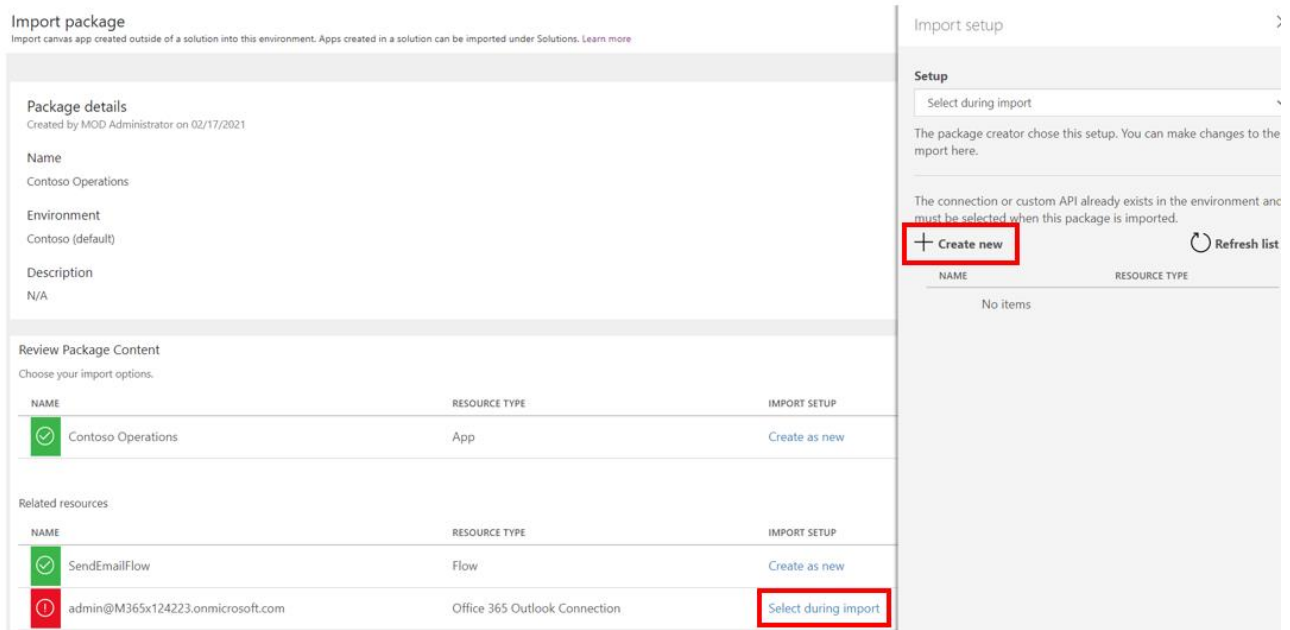 Import package
Import canvas app created outside of a solution into this environment. Apps created in a solution can be imported under Solutions. Learn more
Package details
Created by MOD Administrator on 02/17/2021
Name
Contoso Operations
Environment
Contoso (default)
Description
N/A
Review Package Content
Choose your import options.
NAME RESOURCE TYPE IMPORT SETUP
Contoso Operations App Create as new
Related resources
NAME RESOURCE TYPE IMPORT SETUP
SendEmailFlow Flow Create as new
admin@M365x124223.onmicrosoft.com Office 365 Outlook Connection Select during import
Import setup
Setup
Select during import
The package creator chose this setup. You can make changes to the
mport here.
The connection or custom API already exists in the environment and
must be selected when this package is imported.
Create new Refresh list
NAME RESOURCE TYPE
No items